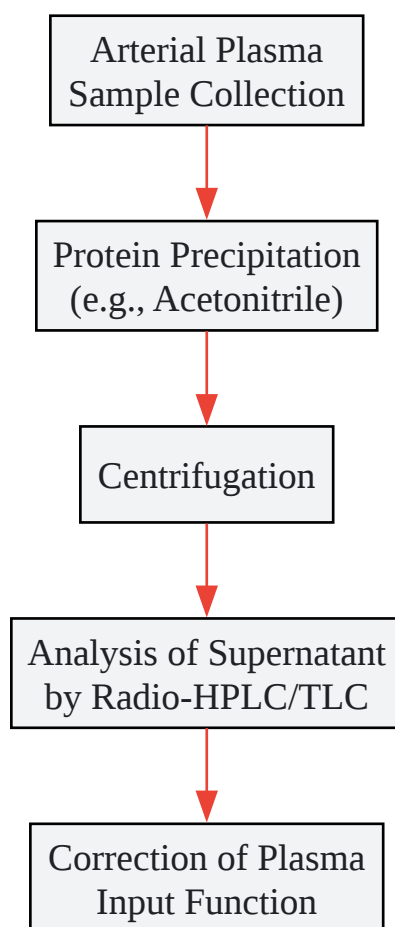 Arterial Plasma
Sample Collection
Protein Precipitation
(e.g., Acetonitrile)
Centrifugation
Analysis of Supernatant
by Radio-HPLC/TLC
Correction of Plasma
Input Function